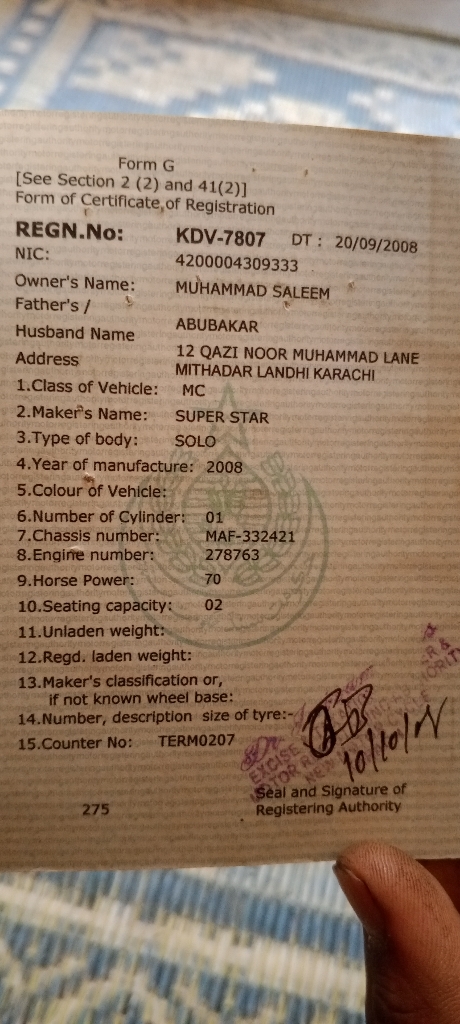 Form G
[See Section 2 (2) and 41(2)]
Form of Certificate of Registration
REGN.No: KDV-7807 DT : 20/09/2008
NIC: 4200004309333
Owner's Name: MUHAMMAD SALEEM
Father's /
Husband Name ABUBAKAR
Address 12 QAZI NOOR MUHAMMAD LANE
MITHADAR LANDHI KARACHI
1.Class of Vehicle: MC
2.Maker's Name: SUPER STAR
3.Type of body: SOLO
4.Year of manufacture: 2008
5.Colour of Vehicle:
6.Number of Cylinder: 01
7.Chassis number: MAF-332421
8.Engine number: 278763
9.Horse Power: 70
10.Seating capacity: 02
11.Unladen weight:
12.Regd. laden weight:
13.Maker's classification or,
if not known wheel base:
14.Number, description size of tyre:-
15.Counter No: TERM0207
EXCISE
10/10/08
Seal and Signature of
Registering Authority
275